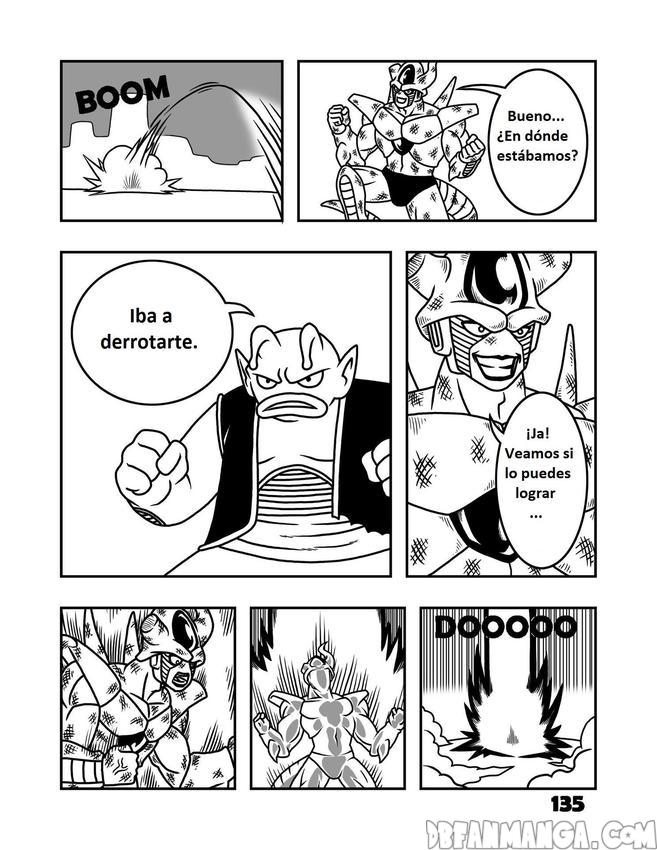 BOOM
Bueno...
¿En dónde
estábamos?
Iba a
derrotarte.
¡Ja!
Veamos si
lo puedes
lograr
...
DOOOOO
135
DBFANMANGA.COM